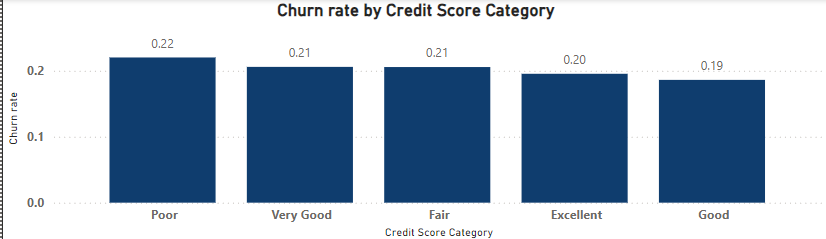 Churn rate by Credit Score Category
0.22
0.21
0.21
0.20
0.19
0.2
0.1
0.0
Churn rate
Poor
Very Good
Fair
Excellent
Good
Credit Score Category